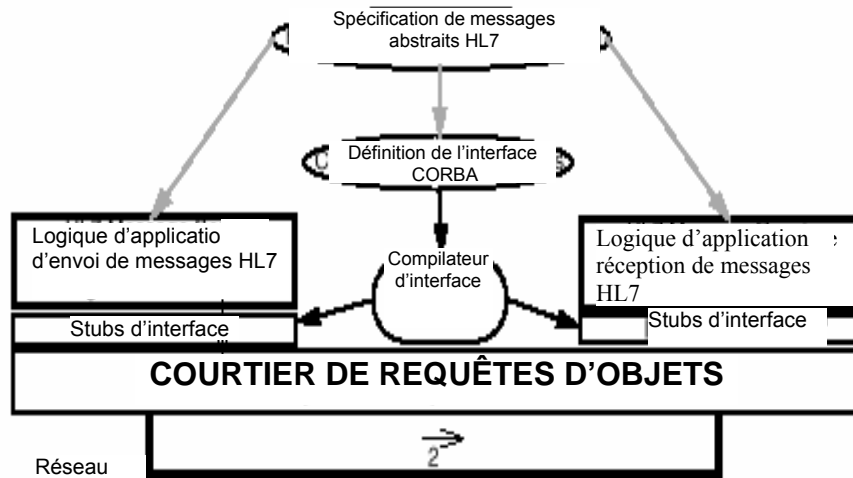 Spécification de messages
abstraits HL7
Définition de l'interface
CORBA
Logique d'applicatio
d'envoi de messages HL7
Compilateur
d'interface
Logique d'application
réception de messages
HL7
Stubs d'interface
Stubs d'interface
COURTIER DE REQUÊTES D'OBJETS
2
Réseau